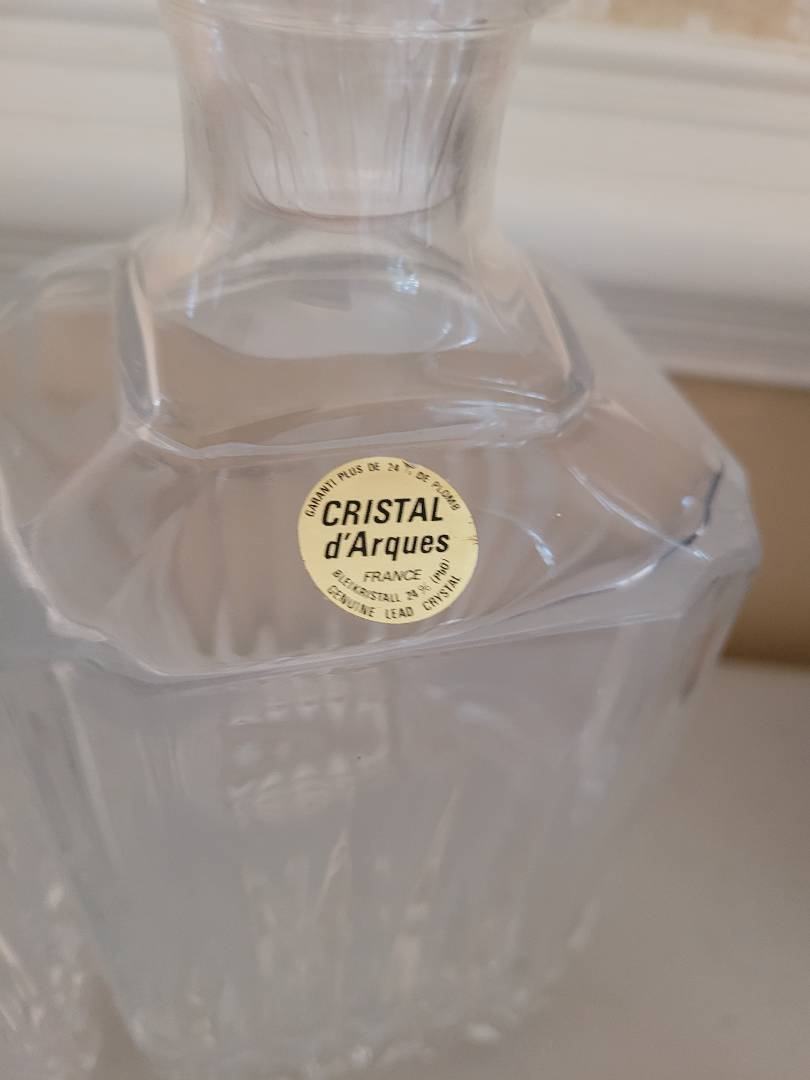 GARANTI PLUS DE 24 % DE PLOMB
CRISTAL
d'Arques
FRANCE
BLEIKRISTALL 24 % (PbO)
GENUINE LEAD CRYSTAL